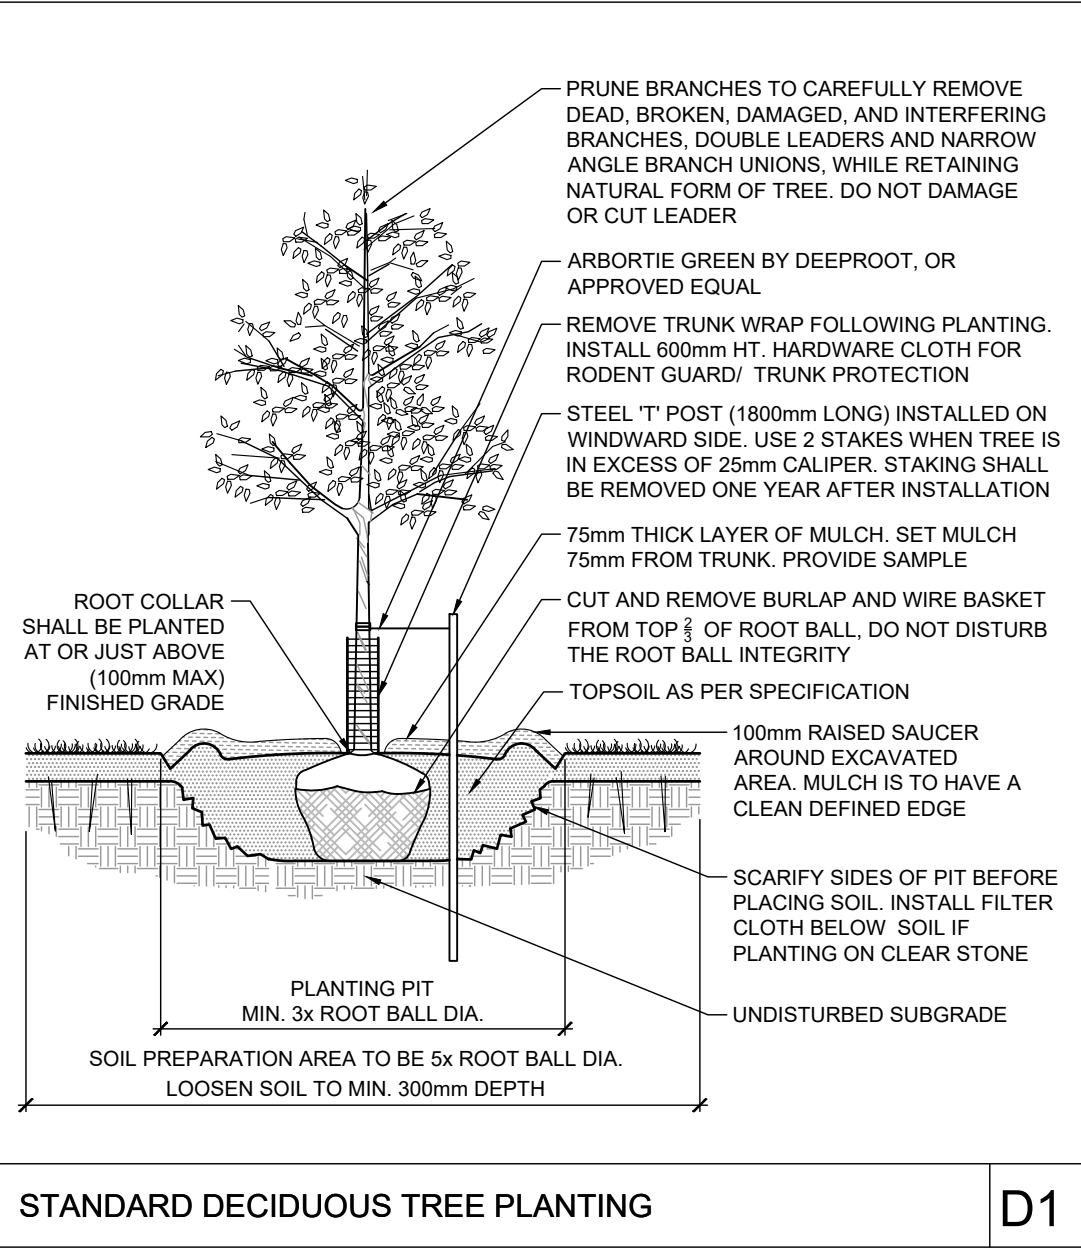 PRUNE BRANCHES TO CAREFULLY REMOVE
DEAD, BROKEN, DAMAGED, AND INTERFERING
BRANCHES, DOUBLE LEADERS AND NARROW
ANGLE BRANCH UNIONS, WHILE RETAINING
NATURAL FORM OF TREE. DO NOT DAMAGE
OR CUT LEADER
ARBORTIE GREEN BY DEEPROOT, OR
APPROVED EQUAL
REMOVE TRUNK WRAP FOLLOWING PLANTING.
INSTALL 600mm HT. HARDWARE CLOTH FOR
RODENT GUARD/ TRUNK PROTECTION
STEEL 'T' POST (1800mm LONG) INSTALLED ON
WINDWARD SIDE. USE 2 STAKES WHEN TREE IS
IN EXCESS OF 25mm CALIPER. STAKING SHALL
BE REMOVED ONE YEAR AFTER INSTALLATION
75mm THICK LAYER OF MULCH. SET MULCH
75mm FROM TRUNK. PROVIDE SAMPLE
CUT AND REMOVE BURLAP AND WIRE BASKET
FROM TOP 2/3 OF ROOT BALL, DO NOT DISTURB
THE ROOT BALL INTEGRITY
TOPSOIL AS PER SPECIFICATION
ROOT COLLAR
SHALL BE PLANTED
AT OR JUST ABOVE
(100mm MAX)
FINISHED GRADE
100mm RAISED SAUCER
AROUND EXCAVATED
AREA. MULCH IS TO HAVE A
CLEAN DEFINED EDGE
SCARIFY SIDES OF PIT BEFORE
PLACING SOIL. INSTALL FILTER
CLOTH BELOW SOIL IF
PLANTING ON CLEAR STONE
UNDISTURBED SUBGRADE
PLANTING PIT
MIN. 3x ROOT BALL DIA.
SOIL PREPARATION AREA TO BE 5x ROOT BALL DIA.
LOOSEN SOIL TO MIN. 300mm DEPTH
STANDARD DECIDUOUS TREE PLANTING
D1